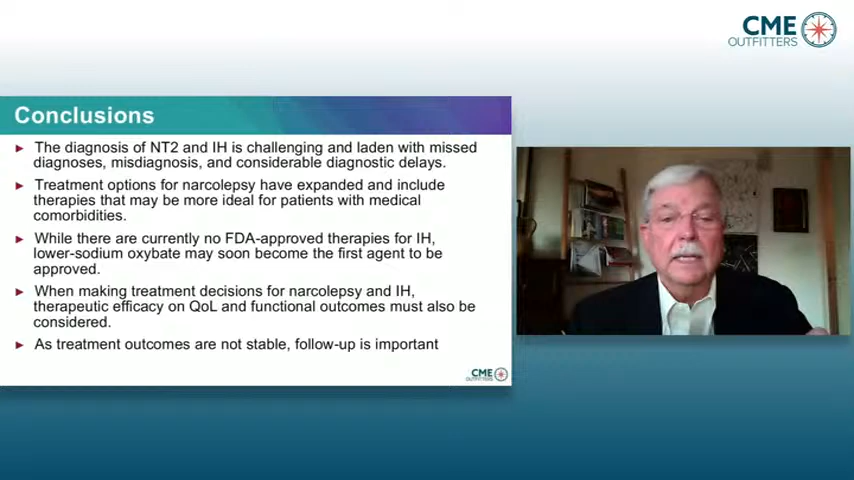 CME
OUTFITTERS
Conclusions
► The diagnosis of NT2 and IH is challenging and laden with missed
diagnoses, misdiagnosis, and considerable diagnostic delays.
► Treatment options for narcolepsy have expanded and include
therapies that may be more ideal for patients with medical
comorbidities.
► While there are currently no FDA-approved therapies for IH,
lower-sodium oxybate may soon become the first agent to be
approved.
► When making treatment decisions for narcolepsy and IH,
therapeutic efficacy on QoL and functional outcomes must also be
considered.
► As treatment outcomes are not stable, follow-up is important
CME
OUTFITTERS